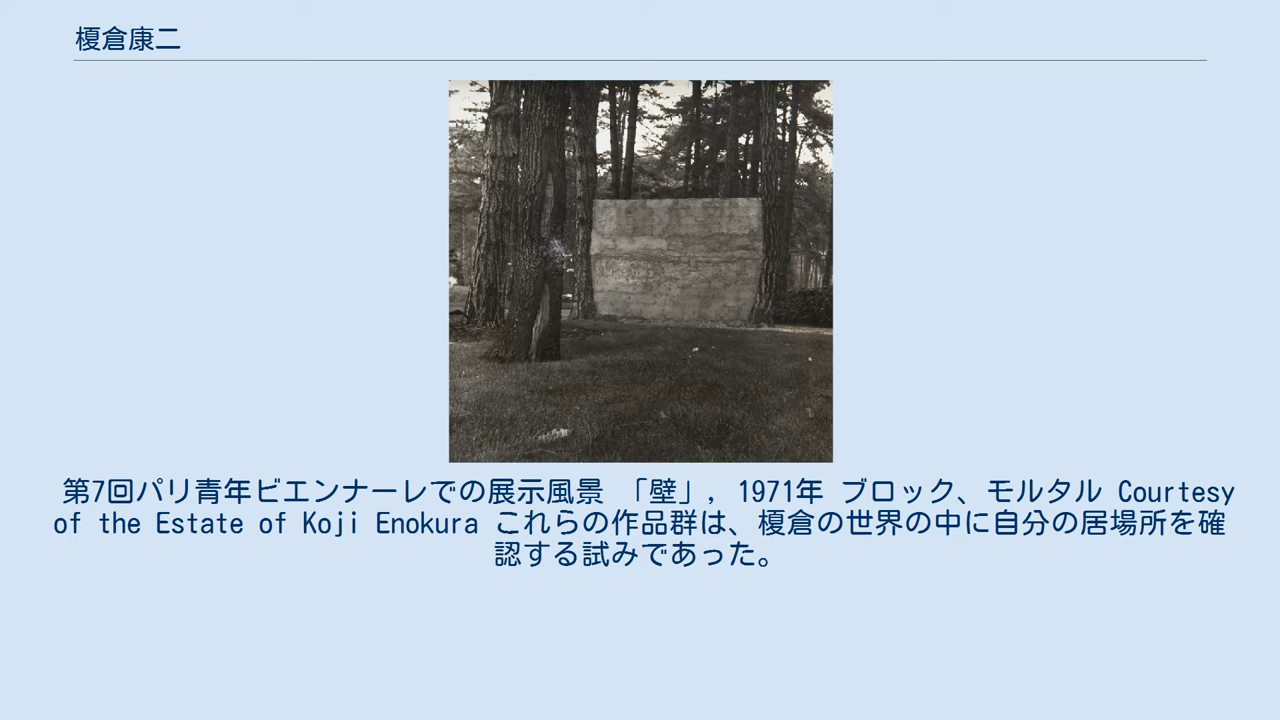 榎倉康二
第7回パリ青年ビエンナーレでの展示風景 「壁」, 1971年 ブロック、モルタル Courtesy
of the Estate of Koji Enokura これらの作品群は、榎倉の世界の中に自分の居場所を確
認する試みであった。